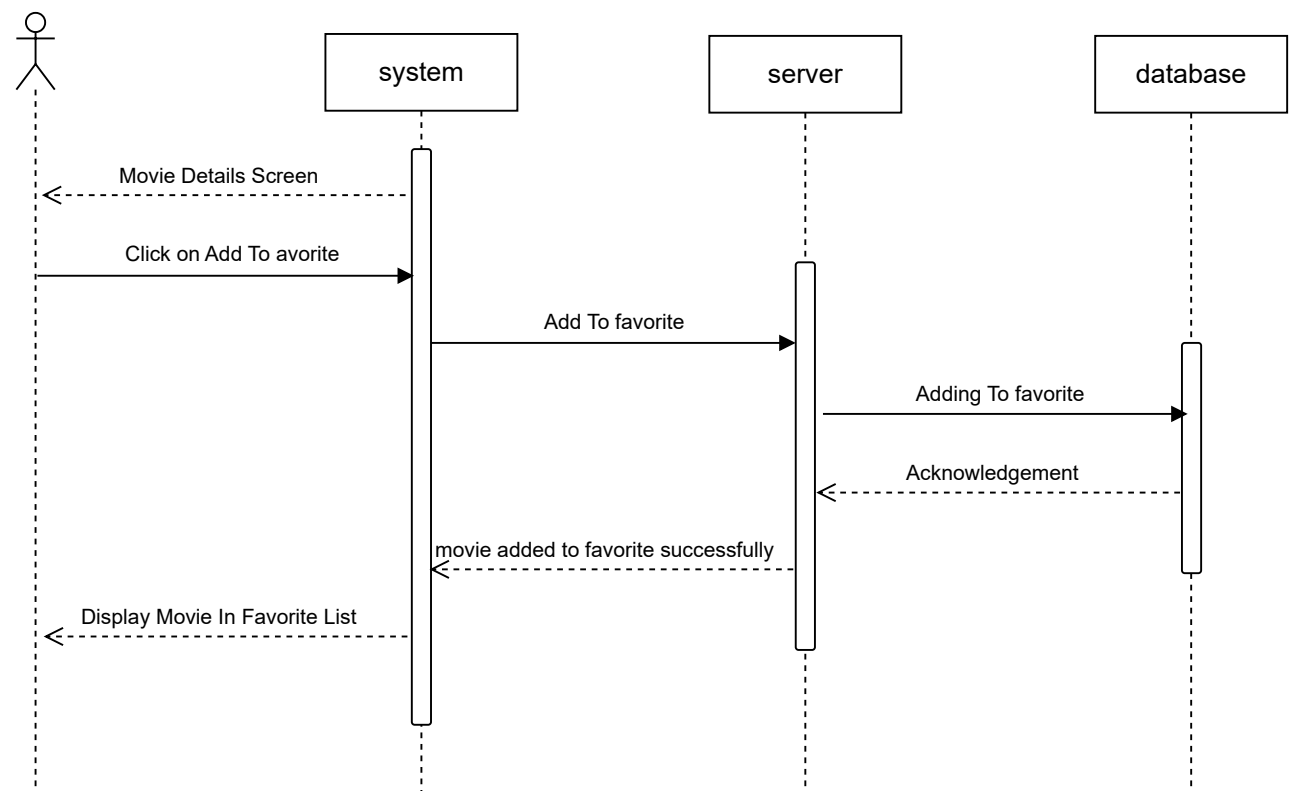 system
server
database
Movie Details Screen
Click on Add To avorite
Add To favorite
Adding To favorite
Acknowledgement
movie added to favorite successfully
Display Movie In Favorite List